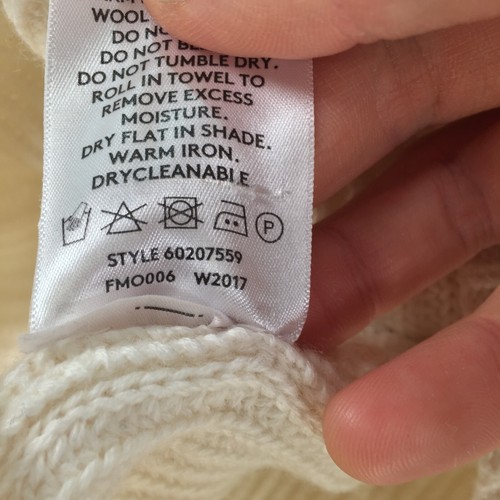 WOOL
DO NO
DO NOT BL
DO NOT TUMBLE DRY.
ROLL IN TOWEL TO
REMOVE EXCESS
MOISTURE.
DRY FLAT IN SHADE.
WARM IRON.
DRYCLEANABLE
P
STYLE 60207559
FMO006 W2017